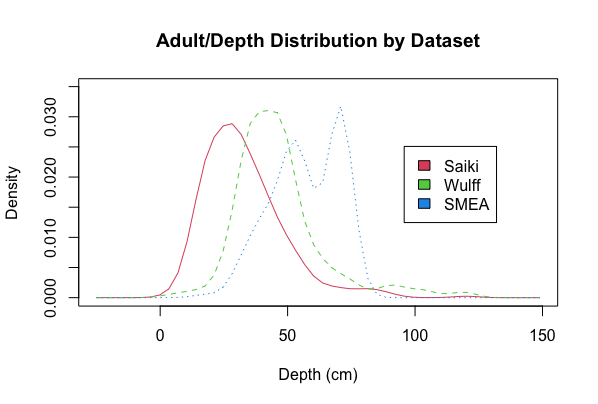 Adult/Depth Distribution by Dataset
Density
0.030
0.020
0.010
0.000
Saiki
Wulff
SMEA
0
50
100
150
Depth (cm)